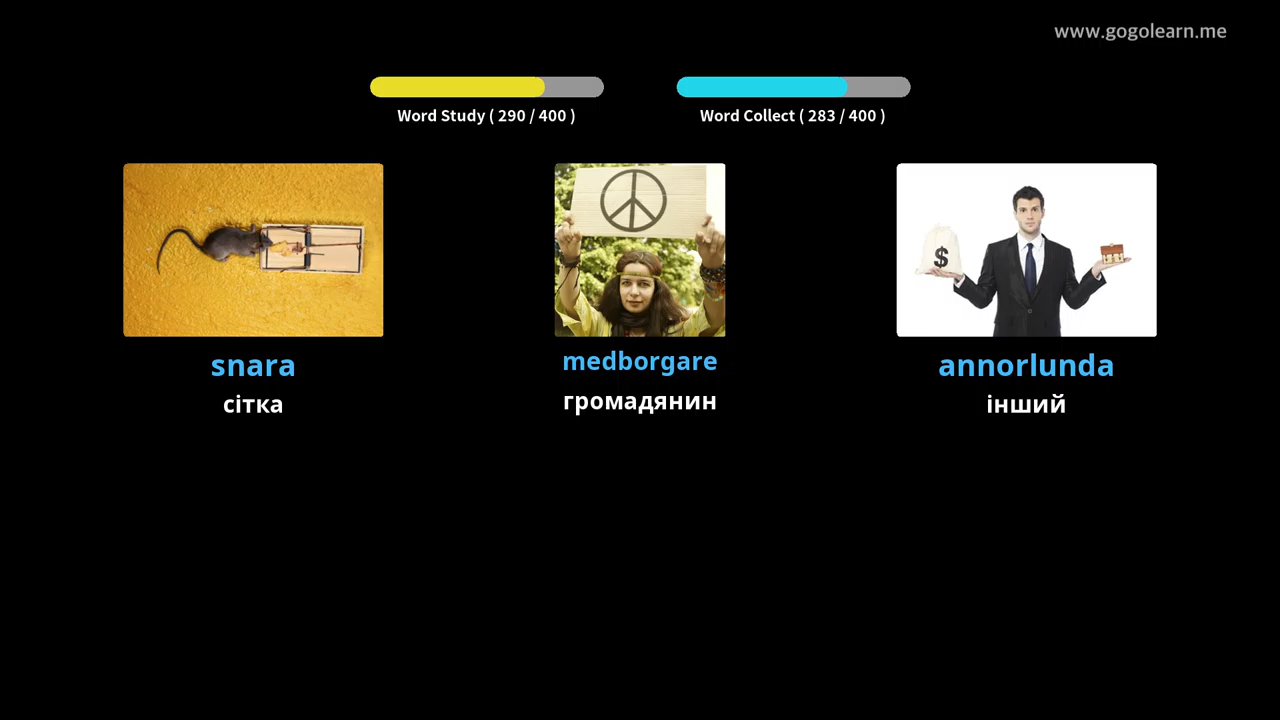 www.gogolearn.me
Word Study ( 290 / 400 )
Word Collect ( 283 / 400 )
$
snara
medborgare
annorlunda
сітка
громадянин
інший